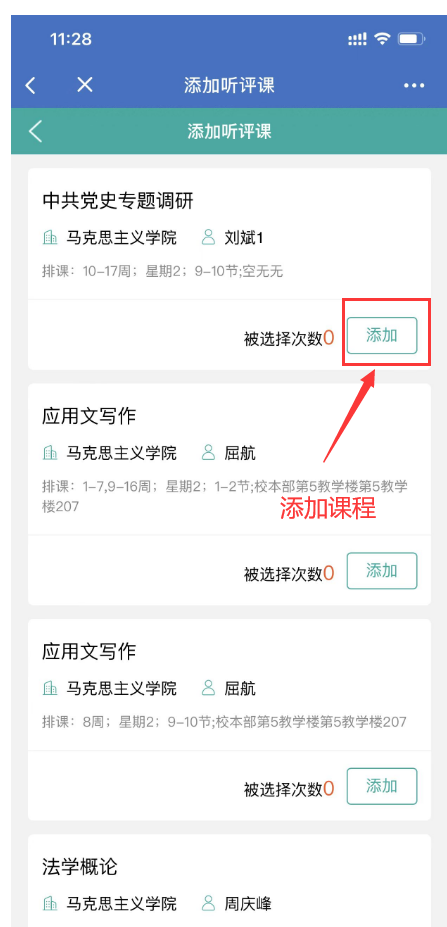 11:28
添加听评课
添加听评课
中共党史专题调研
马克思主义学院 刘斌1
排课：10-17周；星期2；9-10节;空无无
被选择次数0 添加
应用文写作
马克思主义学院 屈航
排课：1-7,9-16周；星期2；1-2节;校本部第5教学楼第5教学
楼207
添加课程
被选择次数0 添加
应用文写作
马克思主义学院 屈航
排课：8周；星期2；9-10节;校本部第5教学楼第5教学楼207
被选择次数0 添加
法学概论
马克思主义学院 周庆峰